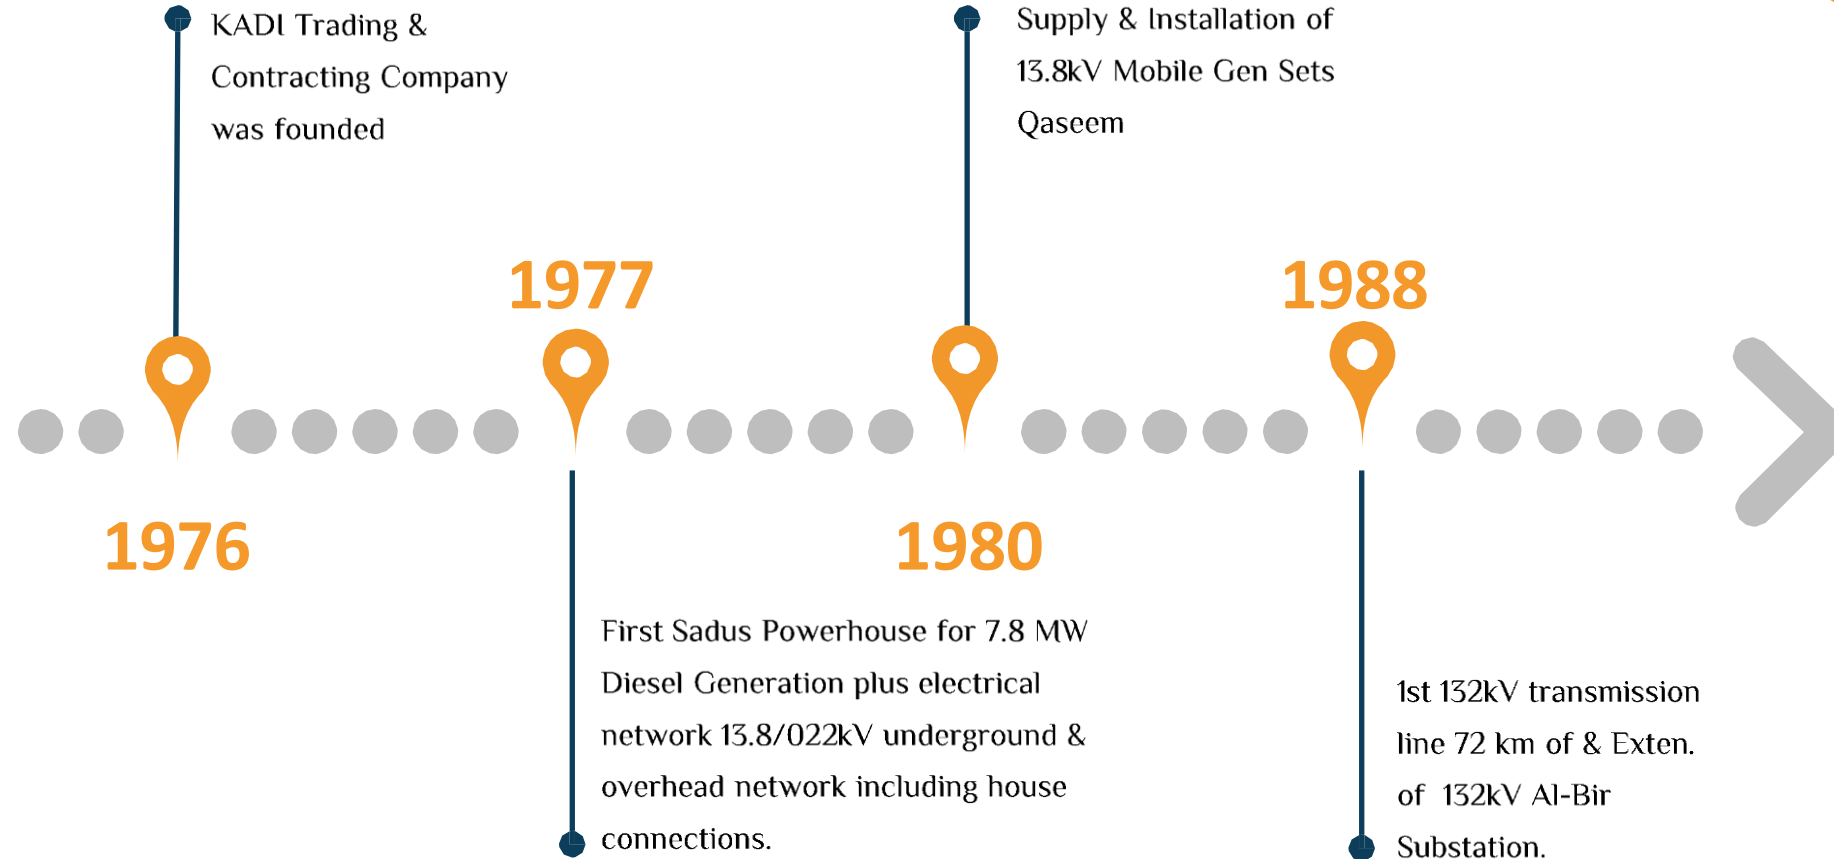 KADI Trading &
Contracting Company
was founded
1976
1977
First Sadus Powerhouse for 7.8 MW
Diesel Generation plus electrical
network 13.8/022kV underground &
overhead network including house
connections.
Supply & Installation of
13.8kV Mobile Gen Sets
Qaseem
1980
1988
1st 132kV transmission
line 72 km of & Exten.
of 132kV Al-Bir
Substation.